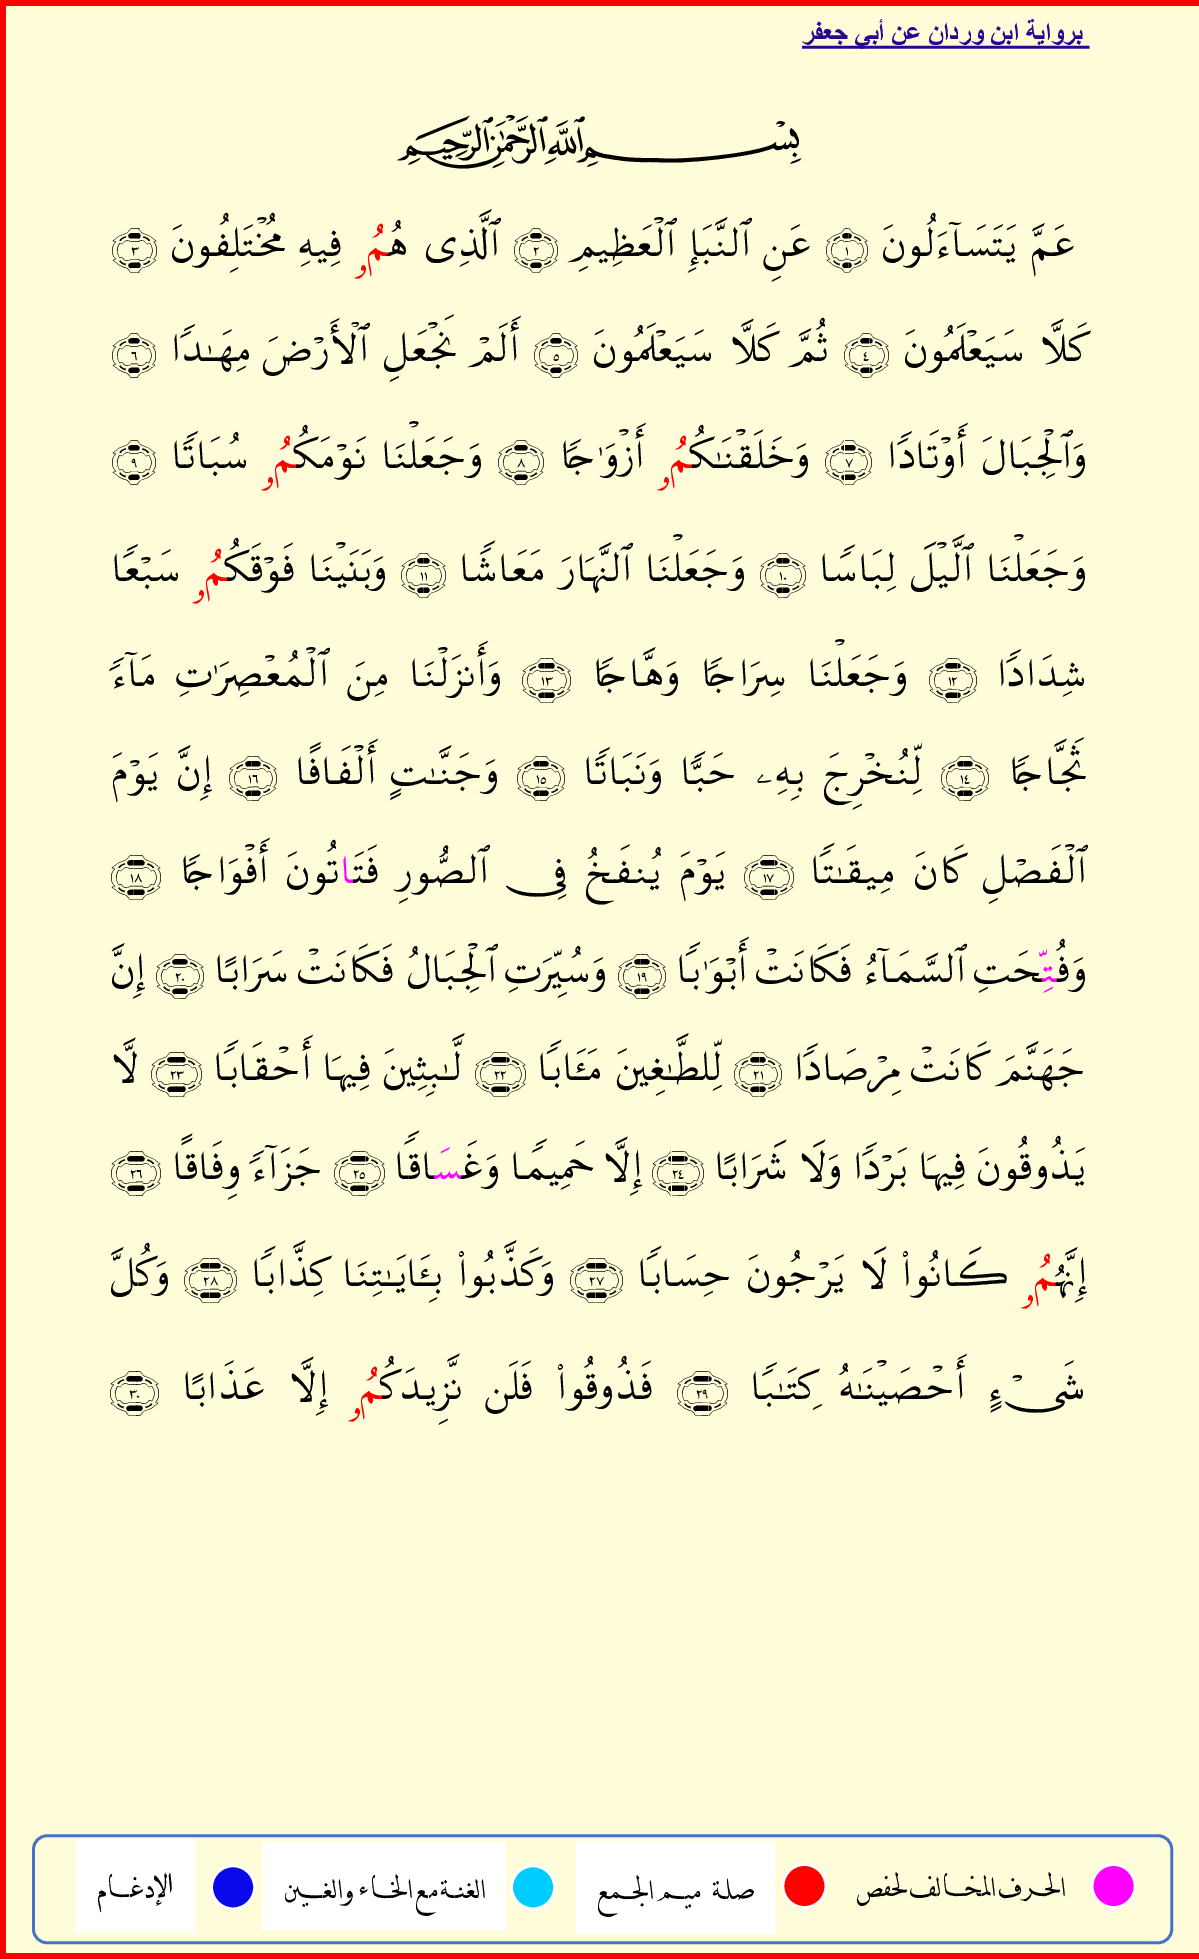 برواية ابن وردان عن أبي جعفر
بِسْمِ ٱللَّهِ ٱلرَّحْمَٰنِ ٱلرَّحِيمِ
عَمَّ يَتَسَآءَلُونَ ١ عَنِ ٱلنَّبَإِ ٱلْعَظِيمِ ٢ ٱلَّذِى هُمُۥ فِيهِ مُخْتَلِفُونَ ٣
كَلَّا سَيَعْلَمُونَ ٤ ثُمَّ كَلَّا سَيَعْلَمُونَ ٥ أَلَمْ نَجْعَلِ ٱلْأَرْضَ مِهَـٰدًا ٦
وَٱلْجِبَالَ أَوْتَادًا ٧ وَخَلَقْنَـٰكُمُۥ أَزْوَٰجًا ٨ وَجَعَلْنَا نَوْمَكُمُۥ سُبَاتًا ٩
وَجَعَلْنَا ٱلَّيْلَ لِبَاسًا ١٠ وَجَعَلْنَا ٱلنَّهَارَ مَعَاشًا ١١ وَبَنَيْنَا فَوْقَكُمُۥ سَبْعًا
شِدَادًا ١٢ وَجَعَلْنَا سِرَاجًا وَهَّاجًا ١٣ وَأَنزَلْنَا مِنَ ٱلْمُعْصِرَٰتِ مَآءً
ثَجَّاجًا ١٤ لِّنُخْرِجَ بِهِۦ حَبًّا وَنَبَاتًا ١٥ وَجَنَّـٰتٍ أَلْفَافًا ١٦ إِنَّ يَوْمَ
ٱلْفَصْلِ كَانَ مِيقَـٰتًا ١٧ يَوْمَ يُنفَخُ فِى ٱلصُّورِ فَتَاتُونَ أَفْوَاجًا ١٨
وَفُتِّحَتِ ٱلسَّمَآءُ فَكَانَتْ أَبْوَٰبًا ١٩ وَسُيِّرَتِ ٱلْجِبَالُ فَكَانَتْ سَرَابًا ٢٠ إِنَّ
جَهَنَّمَ كَانَتْ مِرْصَادًا ٢١ لِّلطَّـٰغِينَ مَـَٔابًا ٢٢ لَّـٰبِثِينَ فِيهَا أَحْقَابًا ٢٣ لَّا
يَذُوقُونَ فِيهَا بَرْدًا وَلَا شَرَابًا ٢٤ إِلَّا حَمِيمًا وَغَسَاقًا ٢٥ جَزَآءً وِفَاقًا ٢٦
إِنَّهُمُۥ كَانُوا۟ لَا يَرْجُونَ حِسَابًا ٢٧ وَكَذَّبُوا۟ بِـَٔايَـٰتِنَا كِذَّابًا ٢٨ وَكُلَّ
شَىْءٍ أَحْصَيْنَـٰهُ كِتَـٰبًا ٢٩ فَذُوقُوا۟ فَلَن نَّزِيدَكُمُۥ إِلَّا عَذَابًا ٣٠
الحرف المخالف لحفص صلة ميم الجمع الغنة مع الخاء والغين الإدغام